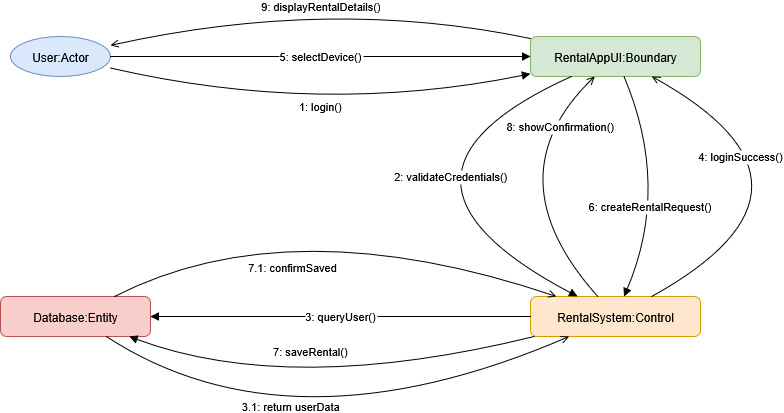 9: displayRentalDetails()
User:Actor
5: selectDevice()
RentalAppUI:Boundary
1: login()
8: showConfirmation()
4: loginSuccess()
2: validateCredentials()
6: createRentalRequest()
7.1: confirmSaved
Database:Entity
3: queryUser()
RentalSystem:Control
7: saveRental()
3.1: return userData